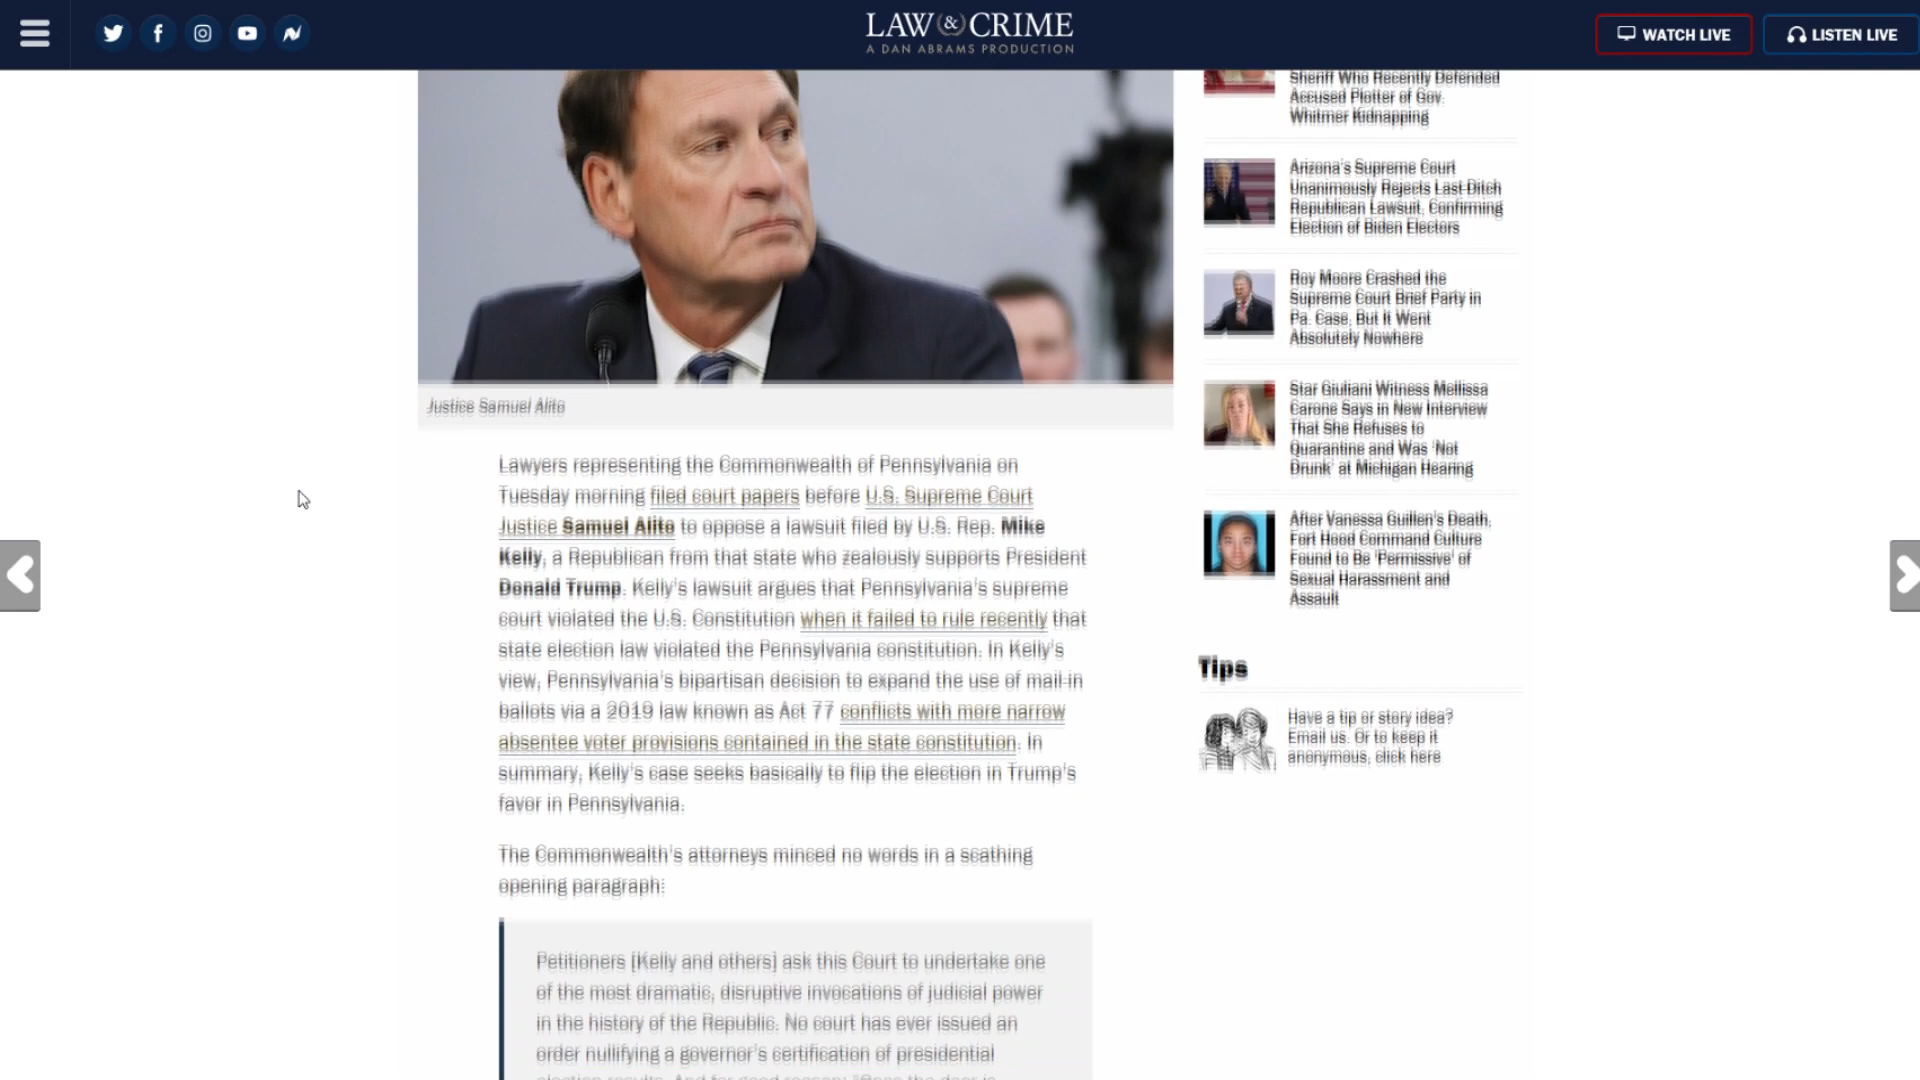 LAW & CRIME
A DAN ABRAMS PRODUCTION
WATCH LIVE
LISTEN LIVE
Justice Samuel Alito
Lawyers representing the Commonwealth of Pennsylvania on
Tuesday morning filed court papers before U.S. Supreme Court
Justice Samuel Alito to oppose a lawsuit filed by U.S. Rep. Mike
Kelly, a Republican from that state who zealously supports President
Donald Trump. Kelly's lawsuit argues that Pennsylvania's supreme
court violated the U.S. Constitution when it failed to rule recently that
state election law violated the Pennsylvania constitution. In Kelly's
view, Pennsylvania's bipartisan decision to expand the use of mail-in
ballots via a 2019 law known as Act 77 conflicts with more narrow
absentee voter provisions contained in the state constitution. In
summary, Kelly's case seeks basically to flip the election in Trump's
favor in Pennsylvania.
The Commonwealth's attorneys minced no words in a scathing
opening paragraph:
Petitioners [Kelly and others] ask this Court to undertake one
of the most dramatic, disruptive invocations of judicial power
in the history of the Republic. No court has ever issued an
order nullifying a governor's certification of presidential
election results. And for good reason: "Once the door is
Sheriff Who Recently Defended
Accused Plotter of Gov.
Whitmer Kidnapping
Arizona's Supreme Court
Unanimously Rejects Last-Ditch
Republican Lawsuit, Confirming
Election of Biden Electors
Roy Moore Crashed the
Supreme Court Brief Party in
Pa. Case, But It Went
Absolutely Nowhere
Star Giuliani Witness Mellissa
Carone Says in New Interview
That She Refuses to
Quarantine and Was 'Not
Drunk' at Michigan Hearing
After Vanessa Guillen's Death,
Fort Hood Command Culture
Found to Be 'Permissive' of
Sexual Harassment and
Assault
Tips
Have a tip or story idea?
Email us. Or to keep it
anonymous, click here